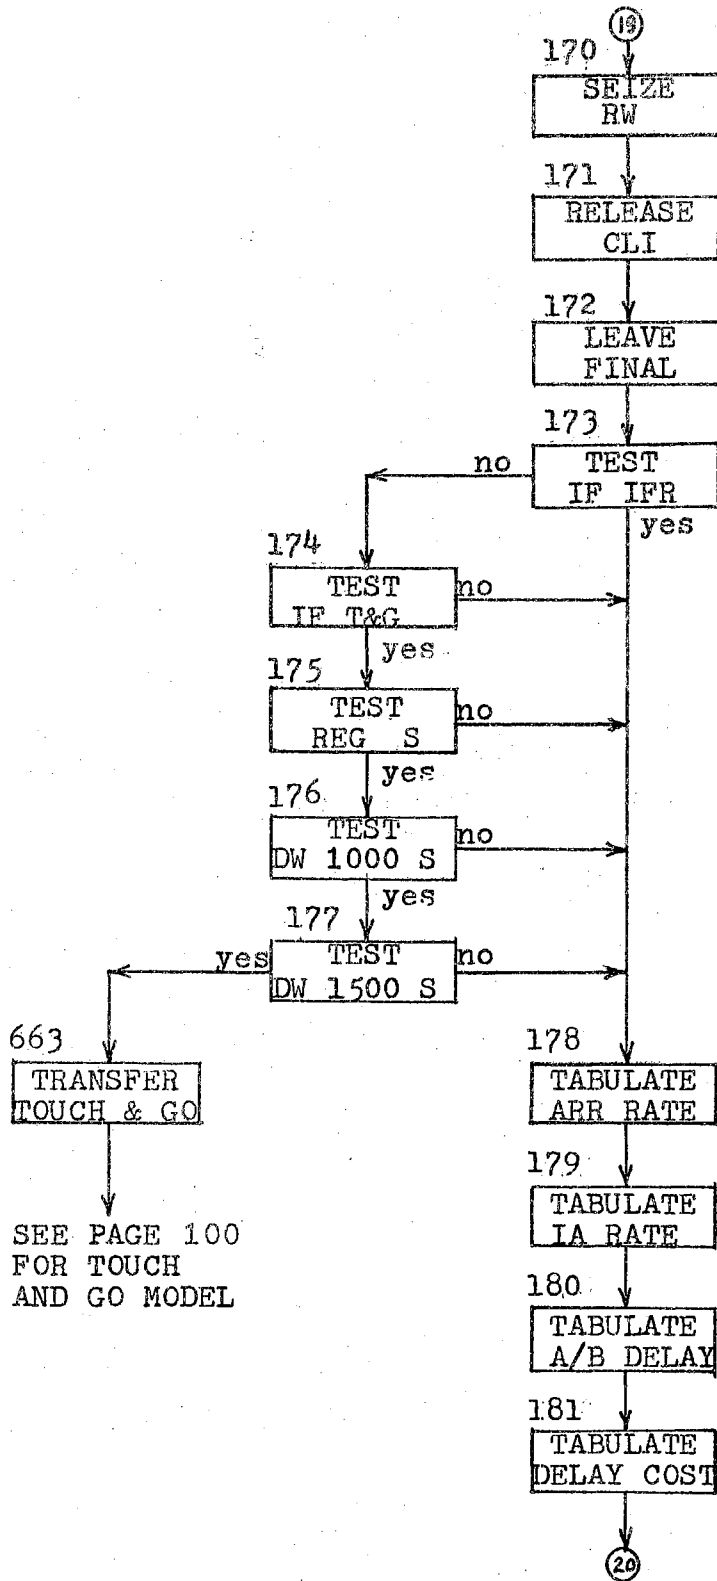 19
170
SEIZE
RW
171
RELEASE
CLI
172
LEAVE
FINAL
173
TEST
IF IFR
no
yes
174
TEST
IF T&G
no
yes
175
TEST
REG S
no
yes
176
TEST
DW 1000 S
no
yes
177
TEST
DW 1500 S
yes
no
663
TRANSFER
TOUCH & GO
SEE PAGE 100
FOR TOUCH
AND GO MODEL
178
TABULATE
ARR RATE
179
TABULATE
IA RATE
180
TABULATE
A/B DELAY
181
TABULATE
DELAY COST
20